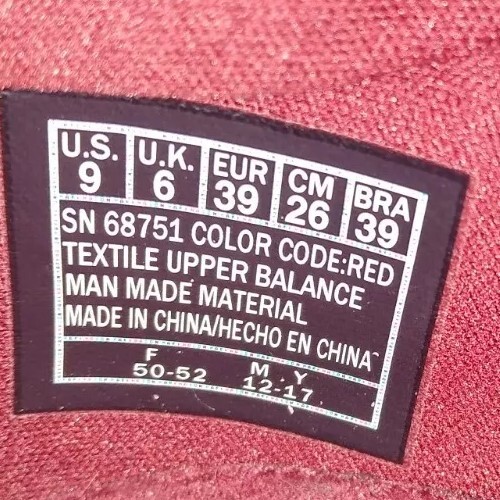 U.S. U.K. EUR CM BRA
9 6 39 26 39
SN 68751 COLOR CODE:RED
TEXTILE UPPER BALANCE
MAN MADE MATERIAL
MADE IN CHINA/HECHO EN CHINA
F M Y
50-52 12-17